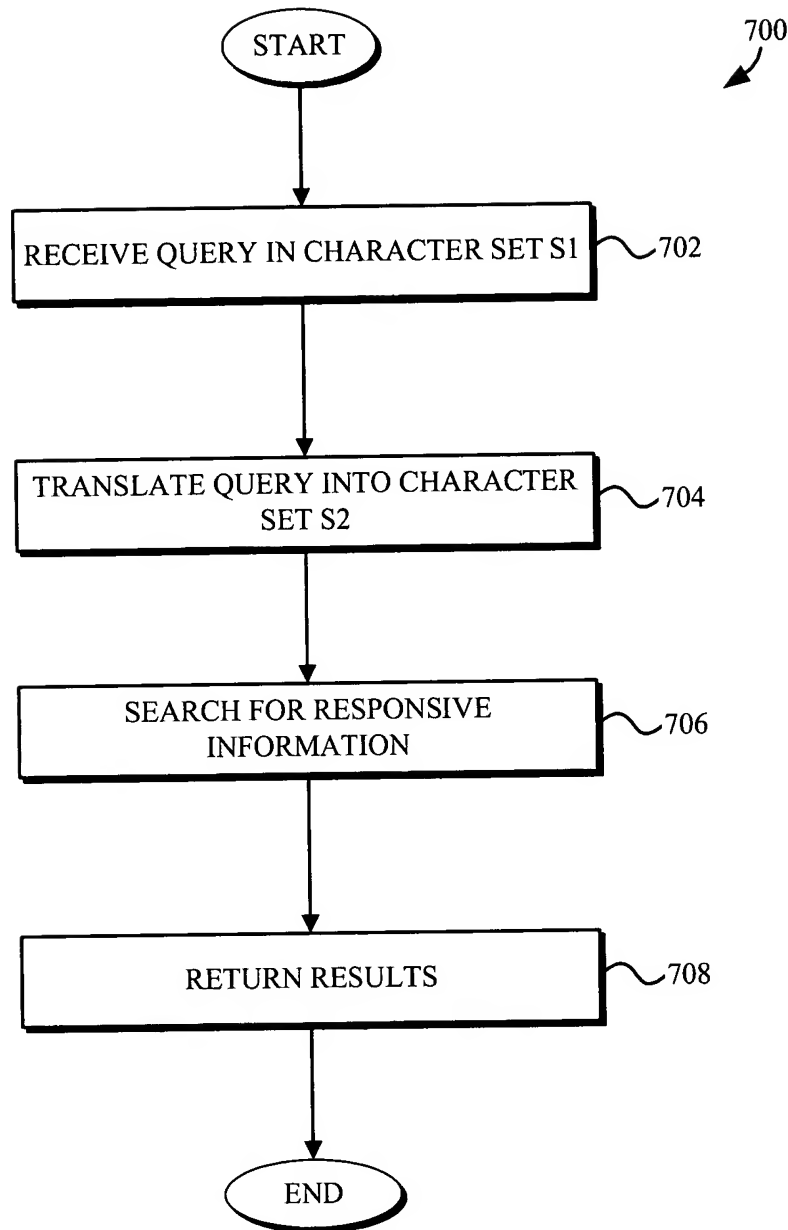 START
700
RECEIVE QUERY IN CHARACTER SET S1
702
TRANSLATE QUERY INTO CHARACTER
SET S2
704
SEARCH FOR RESPONSIVE
INFORMATION
706
RETURN RESULTS
708
END